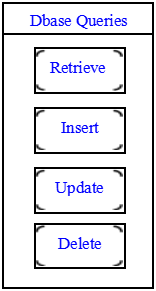 Dbase Queries
Retrieve
Insert
Update
Delete